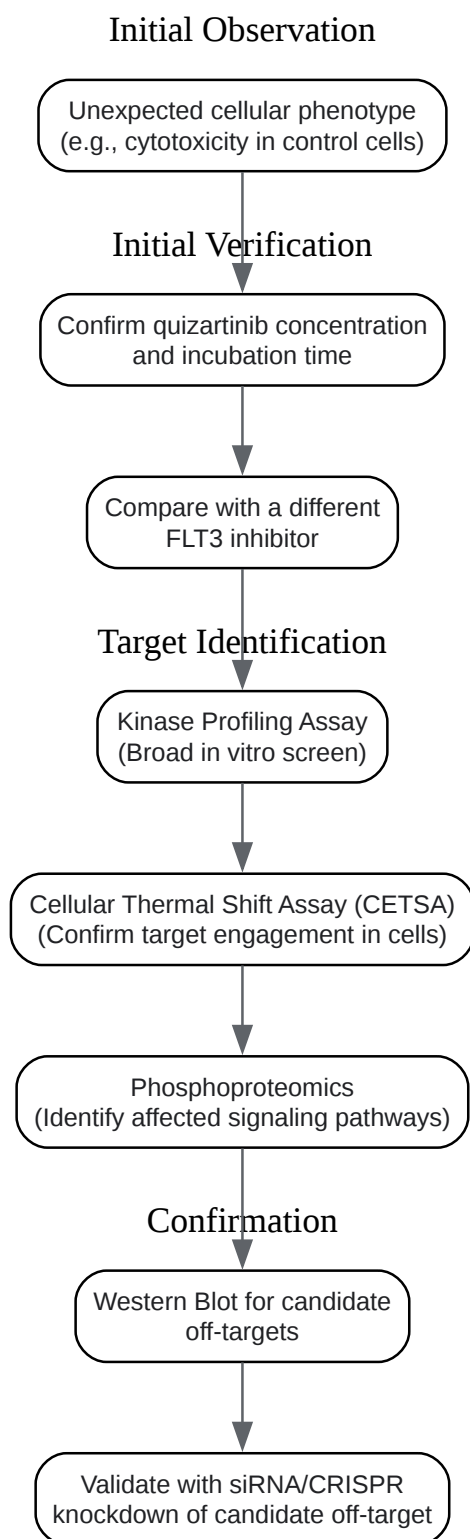 Initial Observation
Unexpected cellular phenotype
(e.g., cytotoxicity in control cells)
Initial Verification
Confirm quizartinib concentration
and incubation time
Compare with a different
FLT3 inhibitor
Target Identification
Kinase Profiling Assay
(Broad in vitro screen)
Cellular Thermal Shift Assay (CETSA)
(Confirm target engagement in cells)
Phosphoproteomics
(Identify affected signaling pathways)
Confirmation
Western Blot for candidate
off-targets
Validate with siRNA/CRISPR
knockdown of candidate off-target